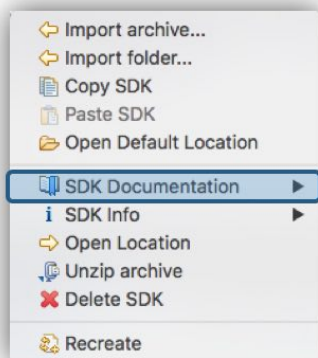 Import archive...
Import folder...
Copy SDK
Paste SDK
Open Default Location
SDK Documentation
SDK Info
Open Location
Unzip archive
Delete SDK
Recreate